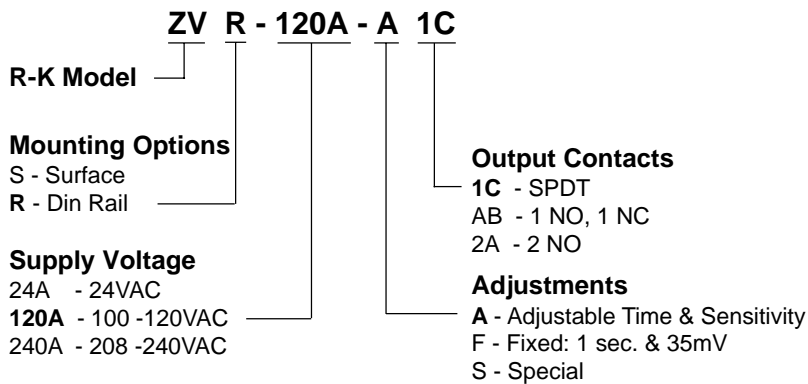 ZV R - 120A - A 1C
R-K Model
Mounting Options
S - Surface
R - Din Rail
Supply Voltage
24A - 24VAC
120A - 100 -120VAC
240A - 208 -240VAC
Output Contacts
1C - SPDT
AB - 1 NO, 1 NC
2A - 2 NO
Adjustments
A - Adjustable Time & Sensitivity
F - Fixed: 1 sec. & 35mV
S - Special